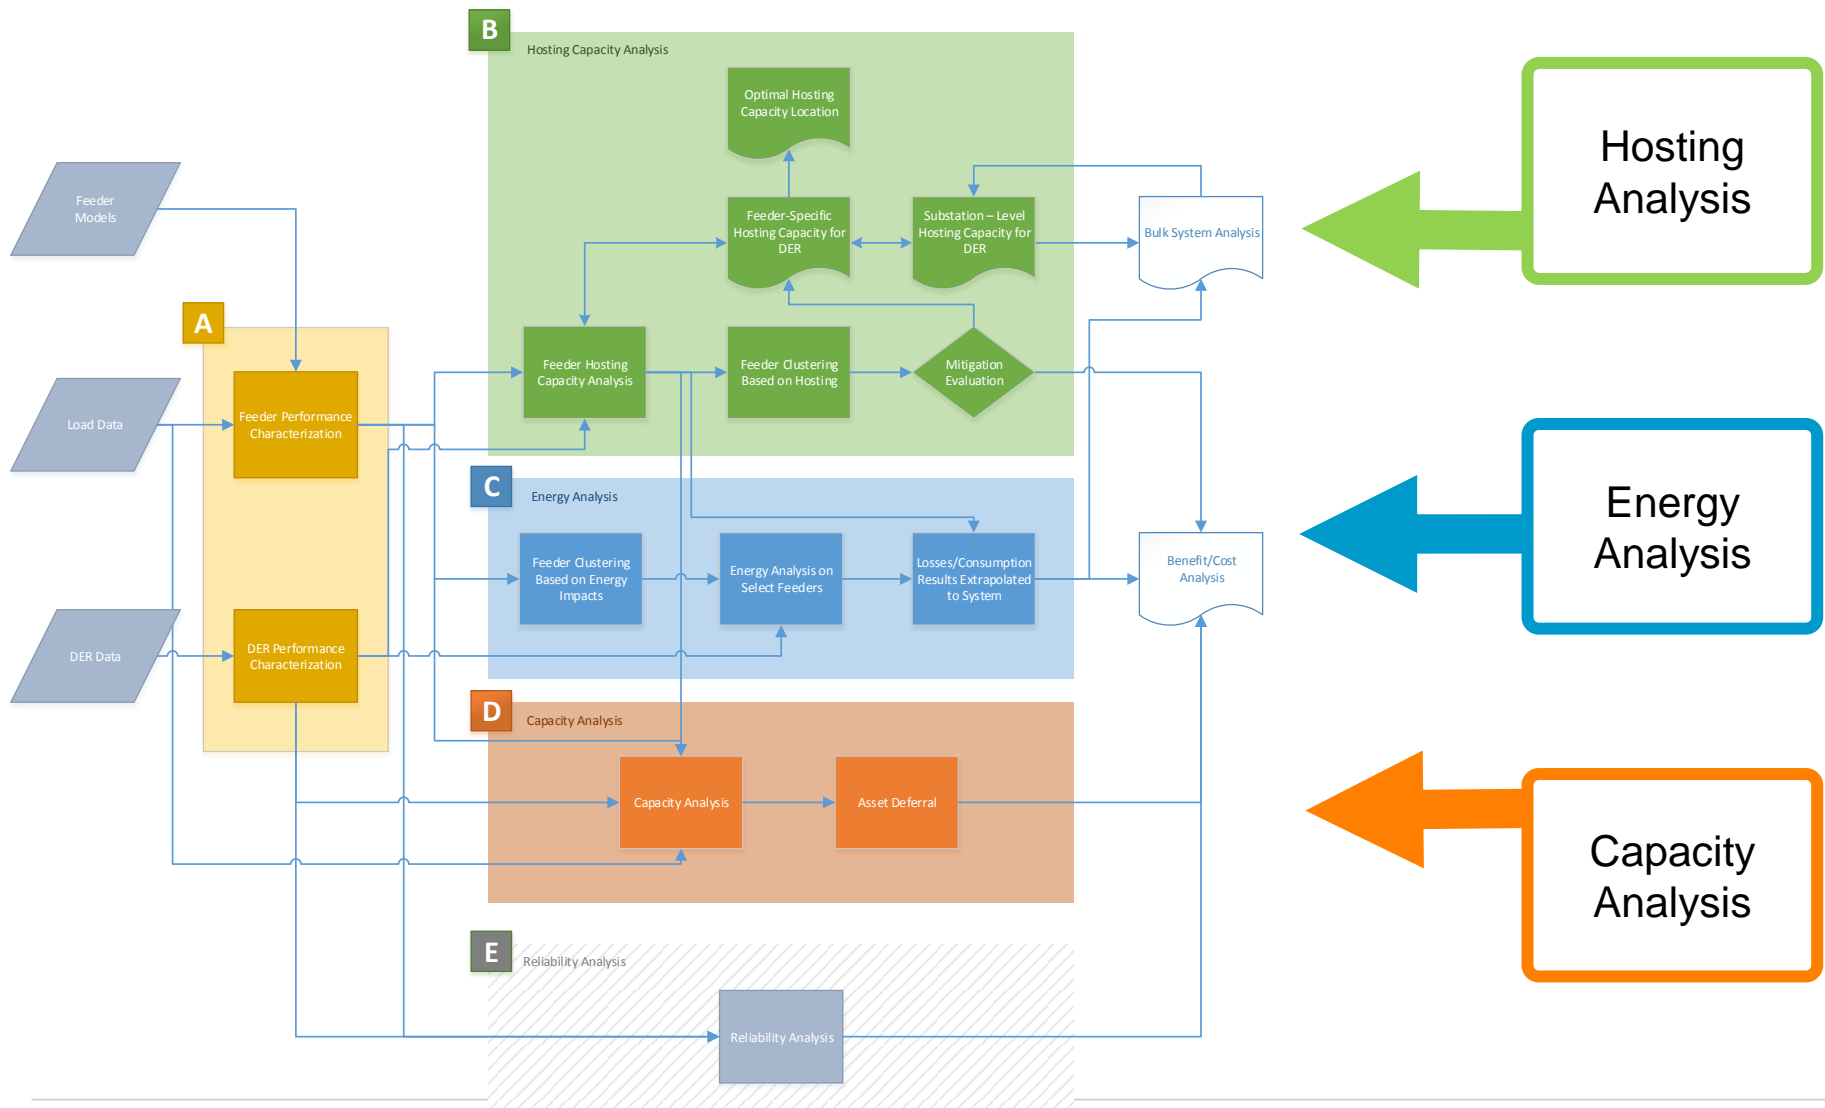 B
Hosting Capacity Analysis
Optimal Hosting
Capacity Location
Hosting
Analysis
Feeder
Models
Feeder-Specific
Hosting Capacity for
DER
Substation – Level
Hosting Capacity for
DER
Bulk System Analysis
A
Feeder Hosting
Capacity Analysis
Feeder Clustering
Based on Hosting
Mitigation
Evaluation
Load Data
Feeder Performance
Characterization
C
Energy Analysis
Energy
Analysis
Feeder Clustering
Based on Energy
Impacts
Energy Analysis on
Select Feeders
Losses/Consumption
Results Extrapolated
to System
Benefit/Cost
Analysis
DER Data
DER Performance
Characterization
D
Capacity Analysis
Capacity Analysis
Asset Deferral
Capacity
Analysis
E
Reliability Analysis
Reliability Analysis